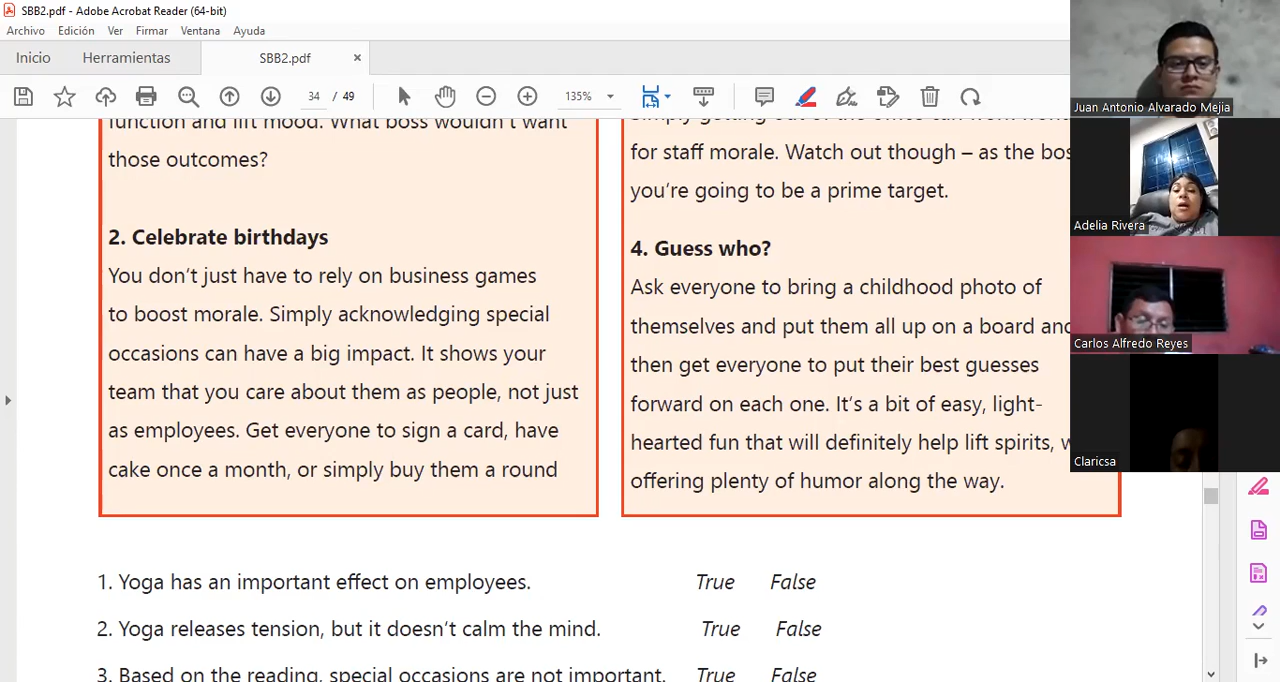 SBB2.pdf - Adobe Acrobat Reader (64-bit)
Archivo Edición Ver Firmar Ventana Ayuda
Inicio Herramientas SBB2.pdf ×
34 / 49 135%
function and lift mood. What boss wouldn't want
those outcomes?
2. Celebrate birthdays
You don't just have to rely on business games
to boost morale. Simply acknowledging special
occasions can have a big impact. It shows your
team that you care about them as people, not just
as employees. Get everyone to sign a card, have
cake once a month, or simply buy them a round
Simply getting out of the office can work
for staff morale. Watch out though – as the bos
you're going to be a prime target.
4. Guess who?
Ask everyone to bring a childhood photo of
themselves and put them all up on a board and
then get everyone to put their best guesses
forward on each one. It's a bit of easy, light-
hearted fun that will definitely help lift spirits, w
offering plenty of humor along the way.
1. Yoga has an important effect on employees. True False
2. Yoga releases tension, but it doesn't calm the mind. True False
3. Based on the reading, special occasions are not important. True False
Juan Antonio Alvarado Mejia
Adelia Rivera
Carlos Alfredo Reyes
Claricsa